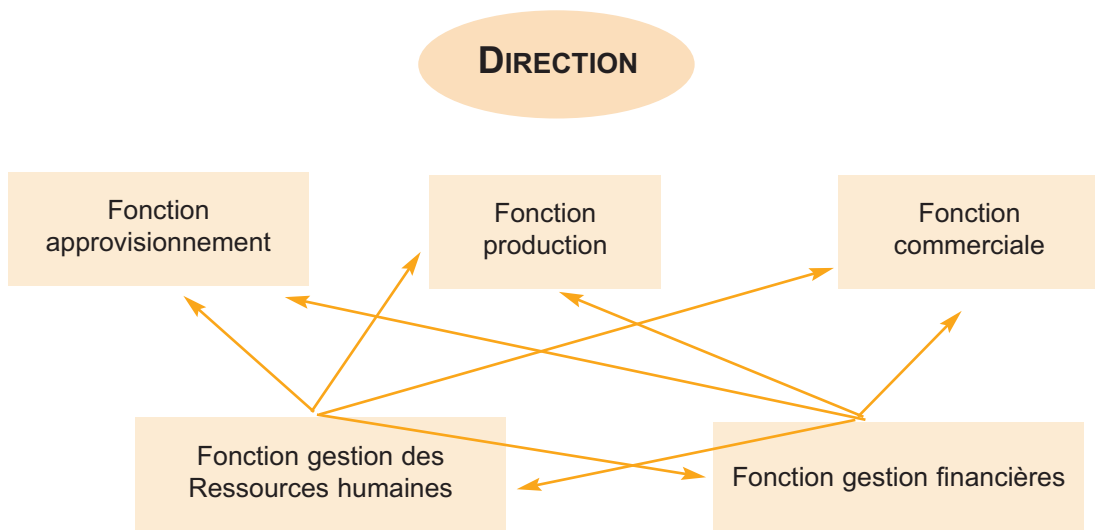 DIRECTION
Fonction
approvisionnement
Fonction
production
Fonction
commerciale
Fonction gestion des
Ressources humaines
Fonction gestion financières